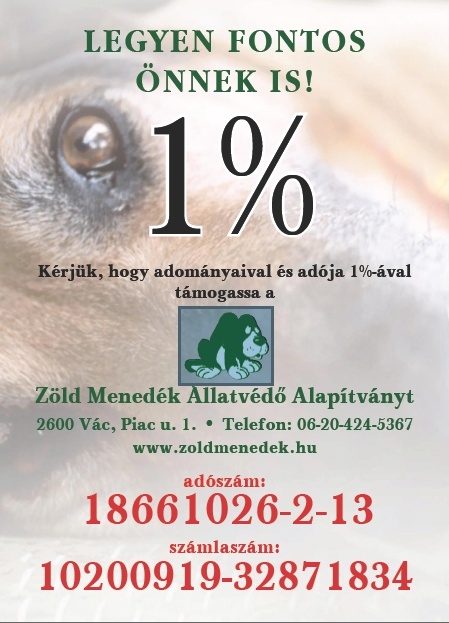 LEGYEN FONTOS
ÖNNEK IS!
1%
Kérjük, hogy adományaival és adója 1%-ával
támogassa a
Zöld Menedék Állatvédő Alapítványt
2600 Vác, Piac u. 1. • Telefon: 06-20-424-5367
www.zoldmenedek.hu
adószám:
18661026-2-13
számlaszám:
10200919-32871834